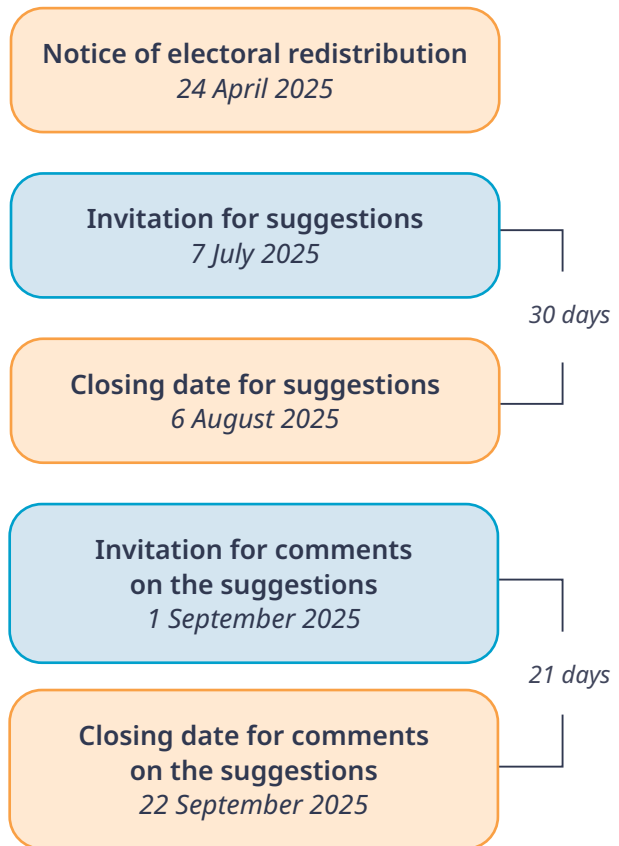 Notice of electoral redistribution
24 April 2025
Invitation for suggestions
7 July 2025
30 days
Closing date for suggestions
6 August 2025
Invitation for comments
on the suggestions
1 September 2025
21 days
Closing date for comments
on the suggestions
22 September 2025